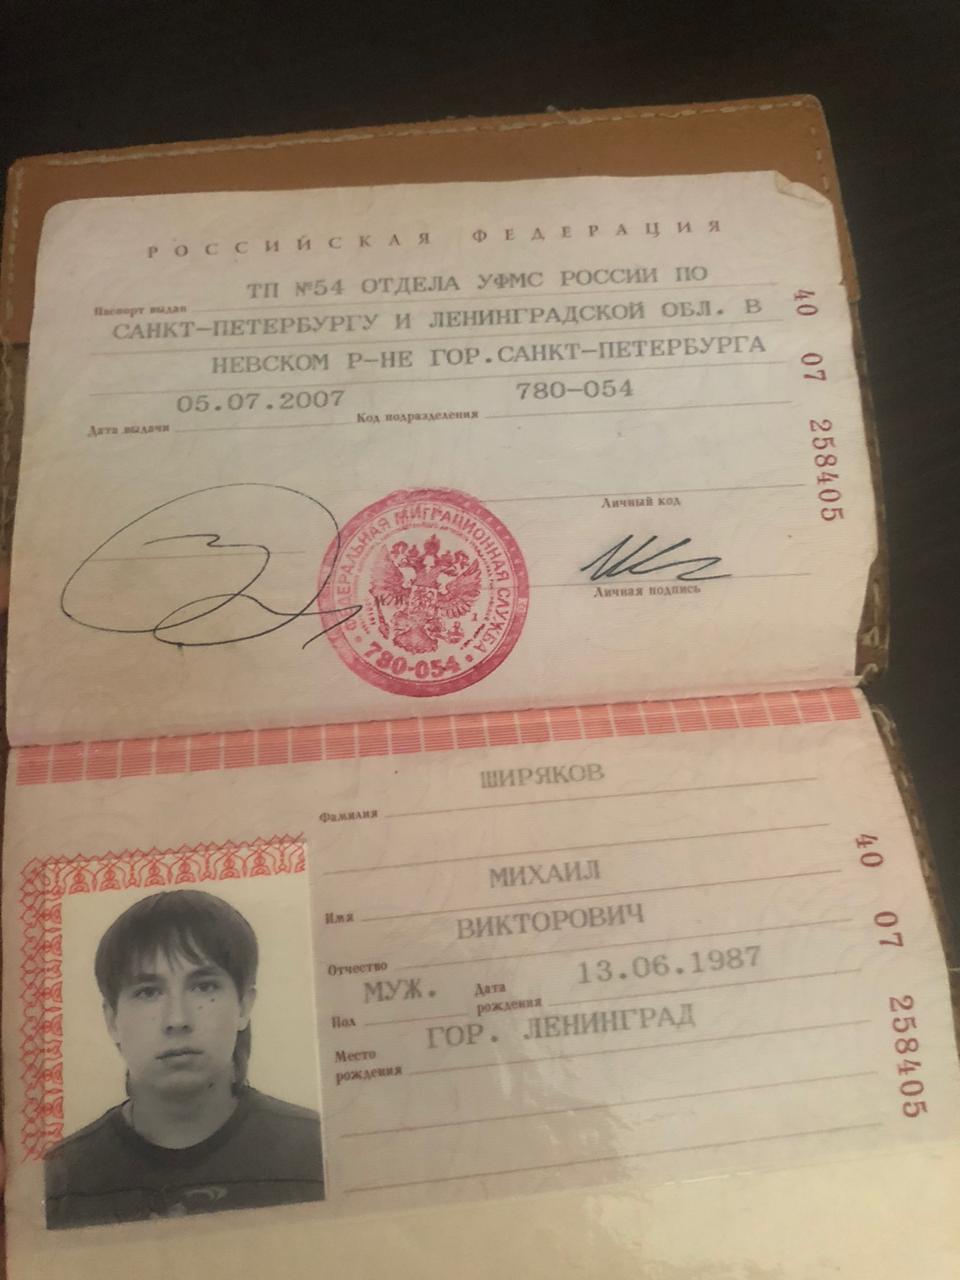 РОССИЙСКАЯ ФЕДЕРАЦИЯ
Паспорт выдан ТП №54 ОТДЕЛА УФМС РОССИИ ПО
САНКТ-ПЕТЕРБУРГУ И ЛЕНИНГРАДСКОЙ ОБЛ. В
НЕВСКОМ Р-НЕ ГОР.САНКТ-ПЕТЕРБУРГА
Дата выдачи 05.07.2007 Код подразделения 780-054
40 07 258405
Личный код
Личная подпись
ФЕДЕРАЛЬНАЯ МИГРАЦИОННАЯ СЛУЖБА
780-054
Фамилия ШИРЯКОВ
Имя МИХАИЛ
Отчество ВИКТОРОВИЧ
Пол МУЖ. Дата рождения 13.06.1987
Место рождения ГОР. ЛЕНИНГРАД
40 07 258405